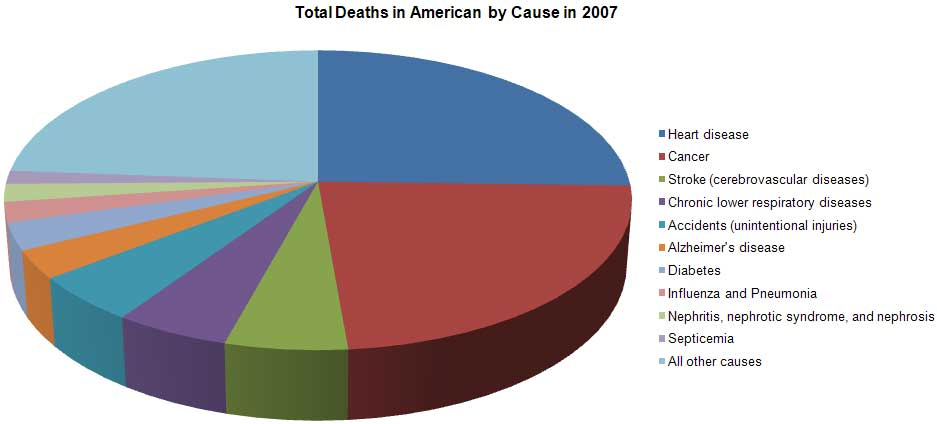 Total Deaths in American by Cause in 2007
Heart disease
Cancer
Stroke (cerebrovascular diseases)
Chronic lower respiratory diseases
Accidents (unintentional injuries)
Alzheimer's disease
Diabetes
Influenza and Pneumonia
Nephritis, nephrotic syndrome, and nephrosis
Septicemia
All other causes